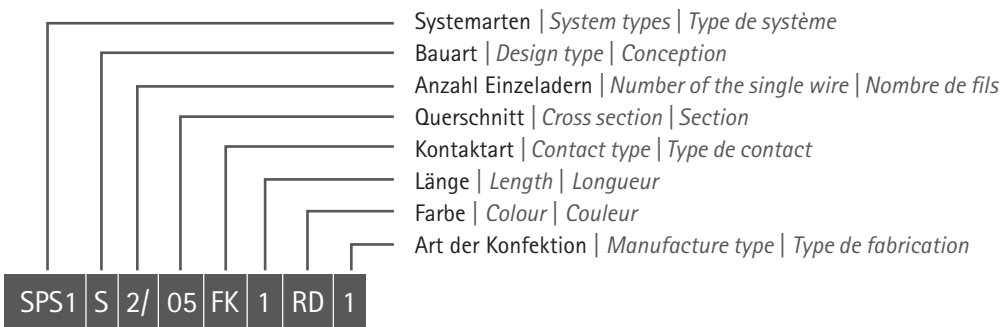 Systemarten | System types | Type de système
Bauart | Design type | Conception
Anzahl Einzeladern | Number of the single wire | Nombre de fils
Querschnitt | Cross section | Section
Kontaktart | Contact type | Type de contact
Länge | Length | Longueur
Farbe | Colour | Couleur
Art der Konfektion | Manufacture type | Type de fabrication
SPS1 S 2/ 05 FK 1 RD 1